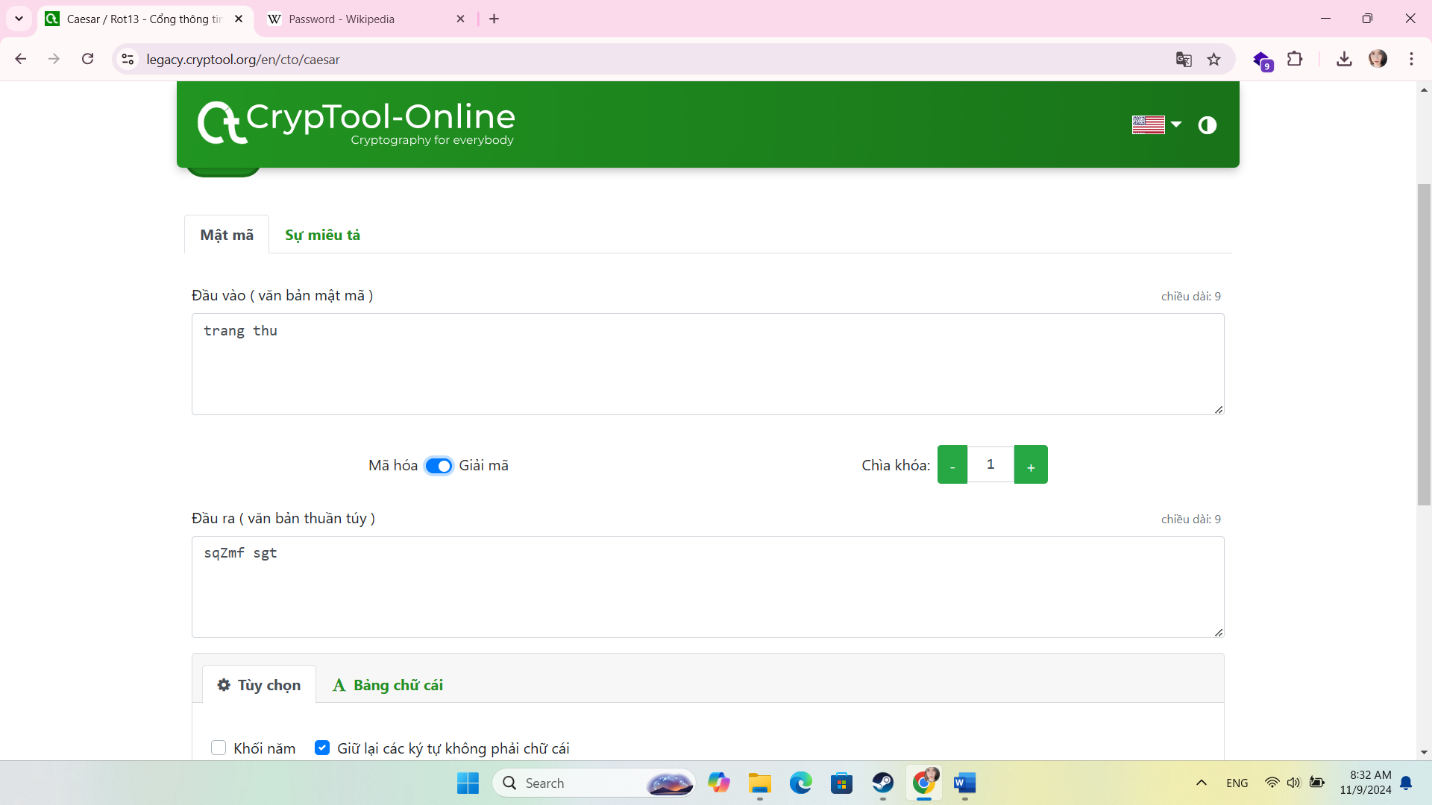 Caesar / Rot13 - Cổng thông tir
Password - Wikipedia
legacy.cryptool.org/en/cto/caesar
9
CrypTool-Online
Cryptography for everybody
Mật mã Sự miêu tả
Đầu vào ( văn bản mật mã ) chiều dài: 9
trang thu
Mã hóa Giải mã Chìa khóa: - 1 +
Đầu ra ( văn bản thuần túy ) chiều dài: 9
sqZmf sgt
Tùy chọn A Bảng chữ cái
Khối năm Giữ lại các ký tự không phải chữ cái
Search ENG 8:32 AM
11/9/2024